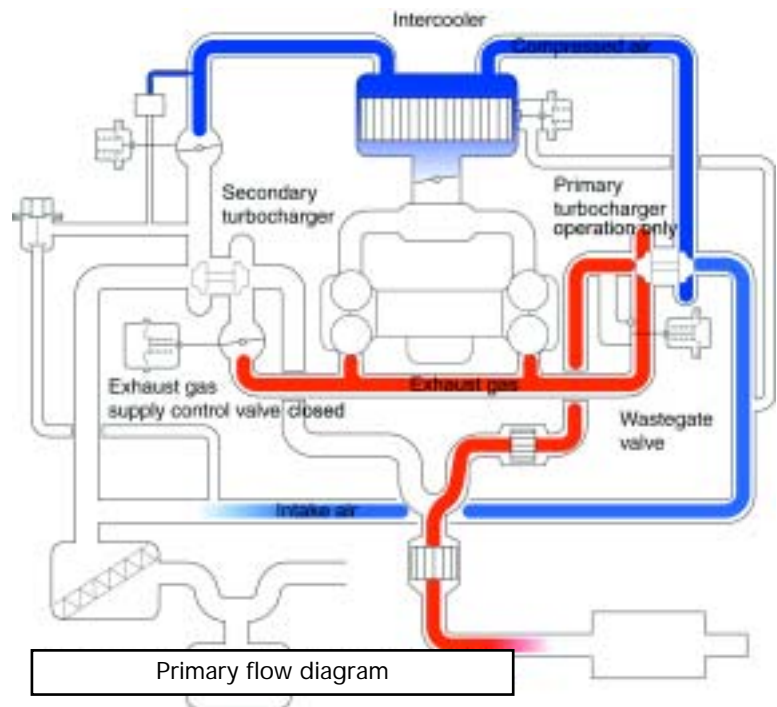 Intercooler
Compressed air
Secondary
turbocharger
Primary
turbocharger
operation only
Exhaust gas
supply control valve closed
Exhaust gas
Wastegate
valve
Intake air
Primary flow diagram